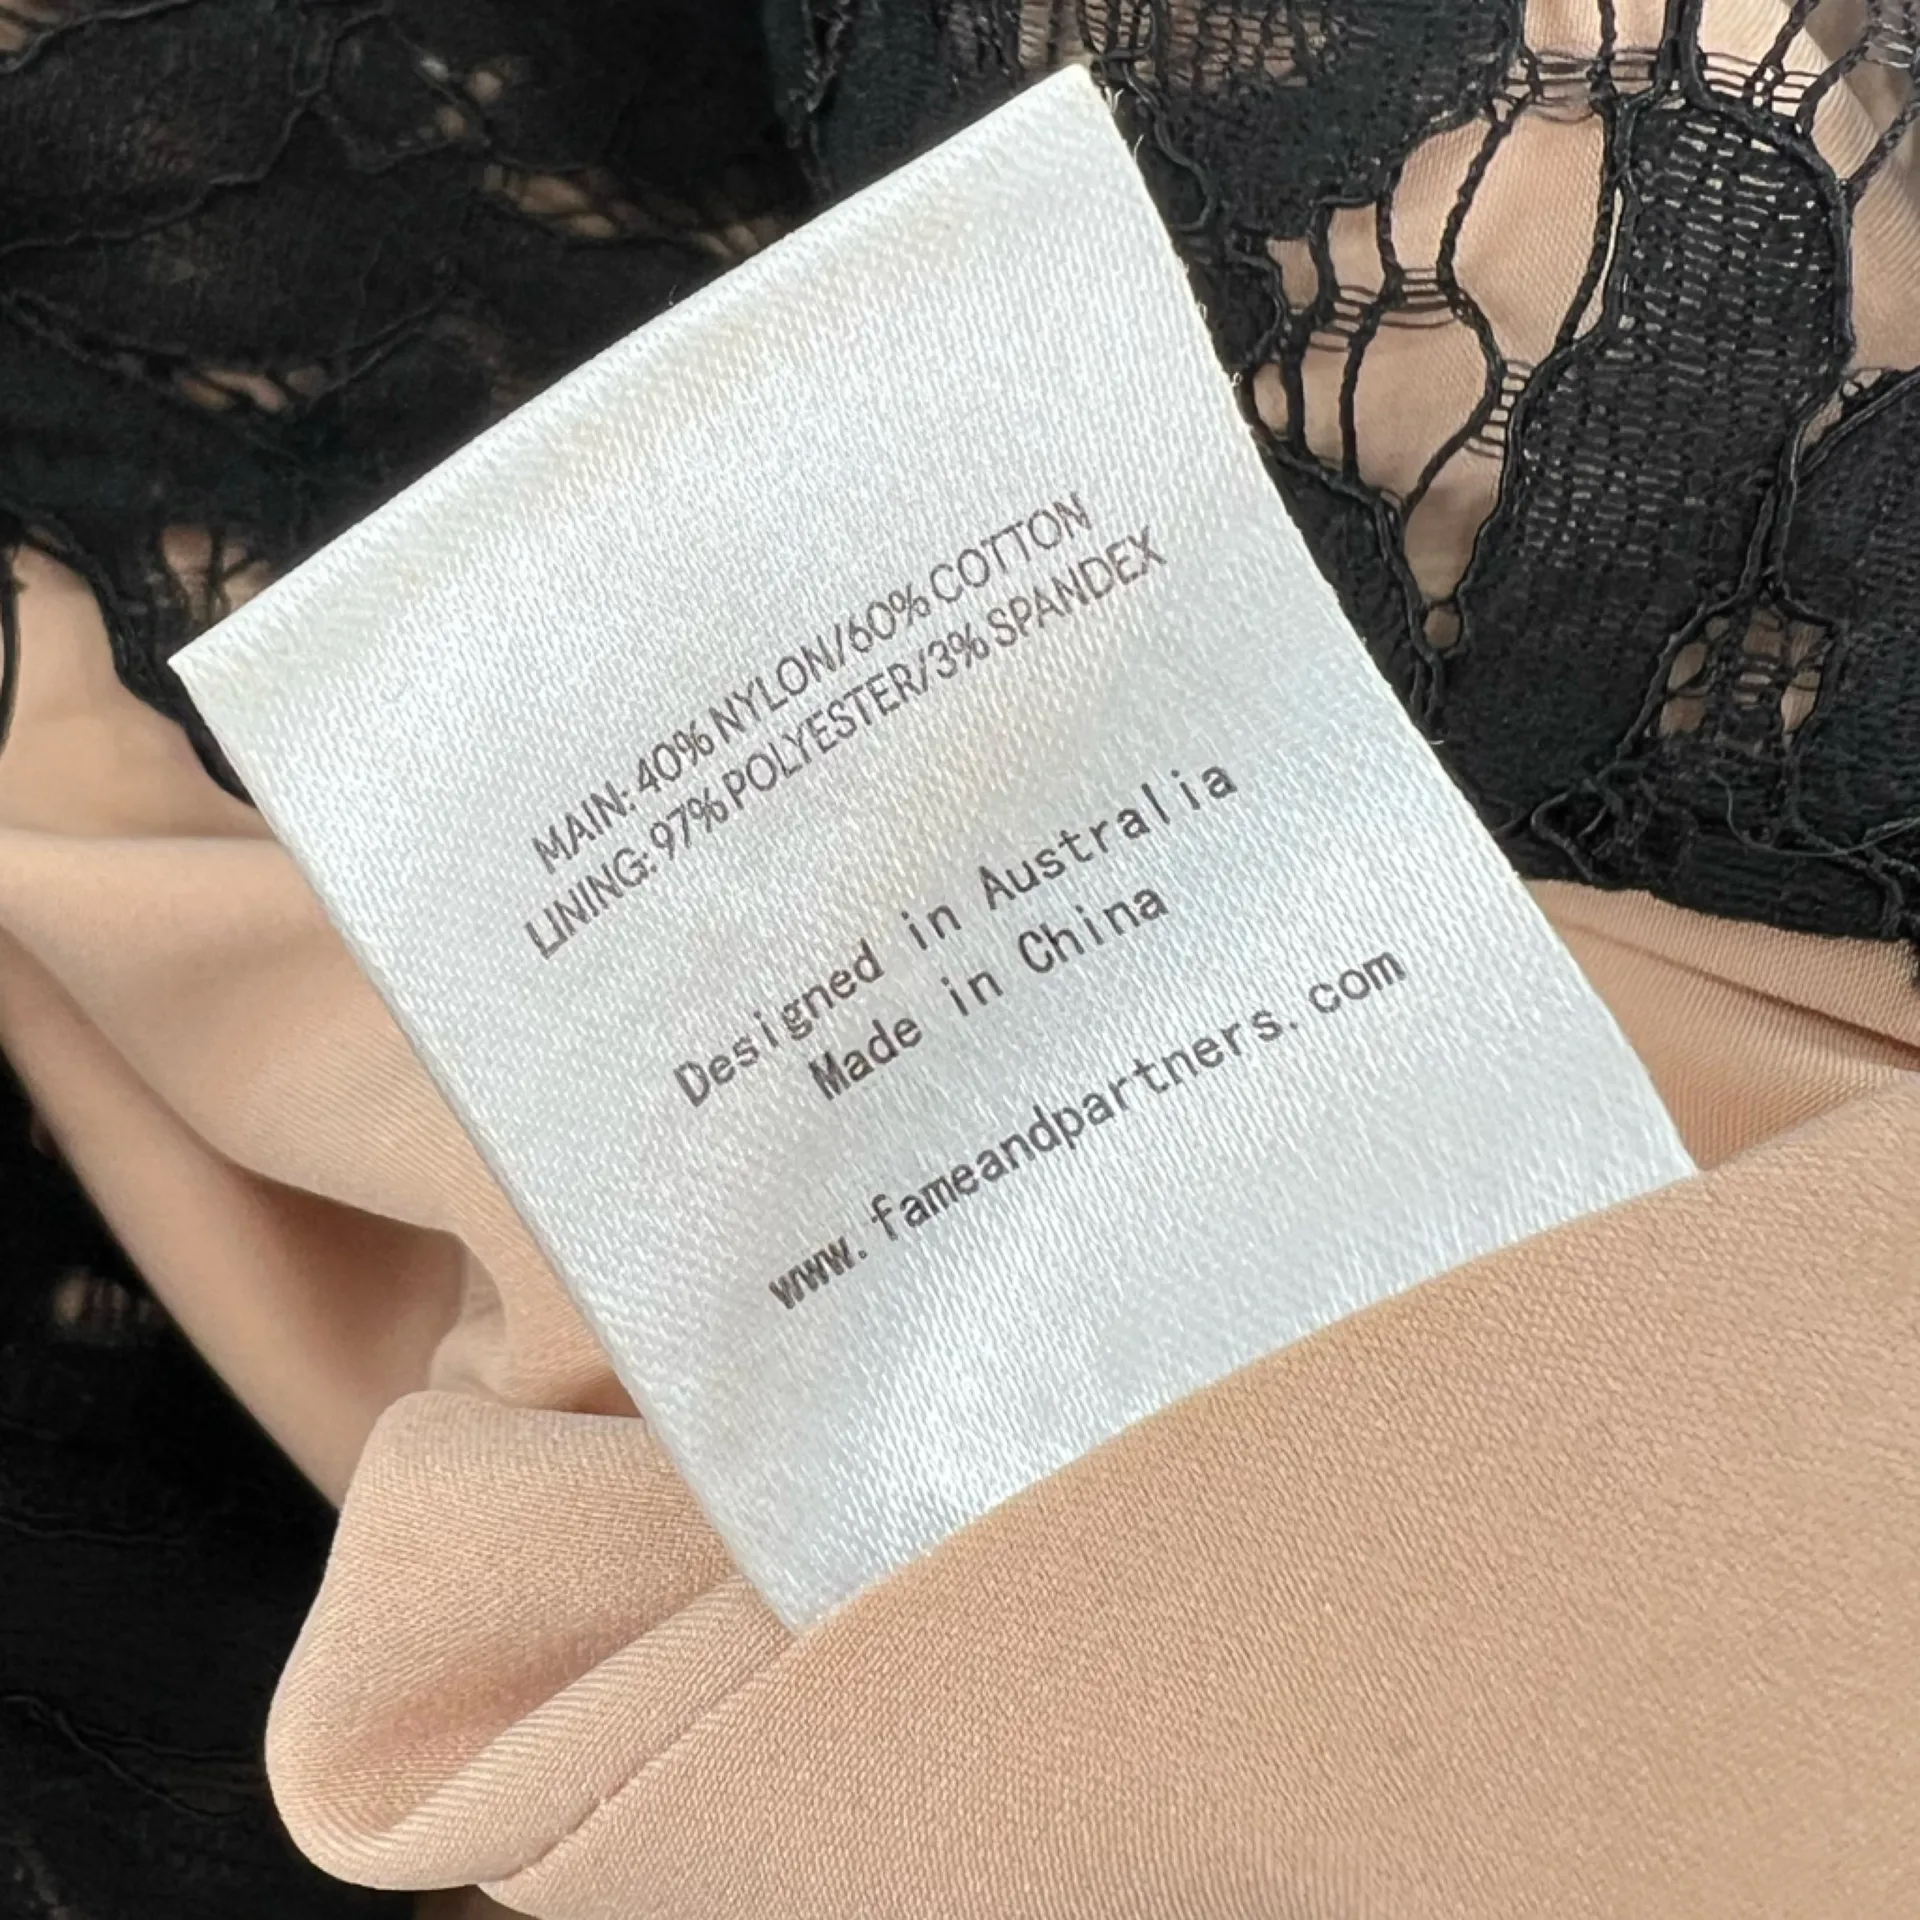 MAIN: 40% NYLON/60% COTTON
LINING: 97% POLYESTER/3% SPANDEX
Designed in Australia
Made in China
www.fameandpartners.com